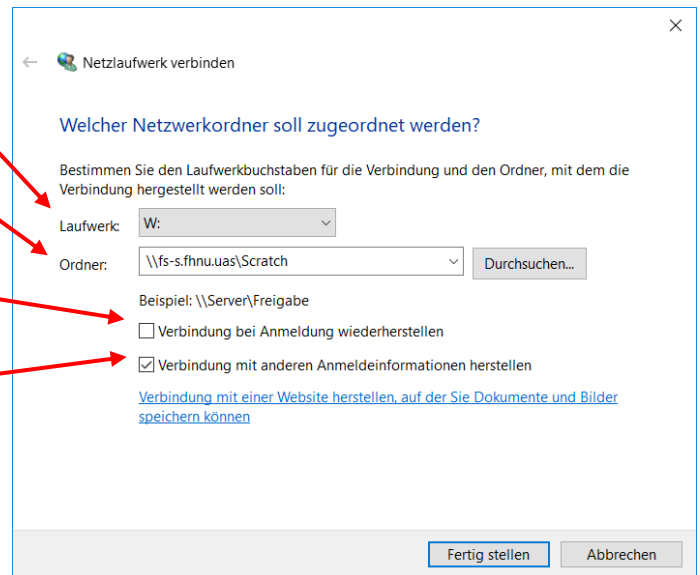 Netzlaufwerk verbinden
Welcher Netzwerkordner soll zugeordnet werden?
Bestimmen Sie den Laufwerkbuchstaben für die Verbindung und den Ordner, mit dem die
Verbindung hergestellt werden soll:
Laufwerk: W:
Ordner: \\fs-s.fhnu.uas\Scratch Durchsuchen...
Beispiel: \\Server\Freigabe
Verbindung bei Anmeldung wiederherstellen
Verbindung mit anderen Anmeldeinformationen herstellen
Verbindung mit einer Website herstellen, auf der Sie Dokumente und Bilder
speichern können
Fertig stellen Abbrechen